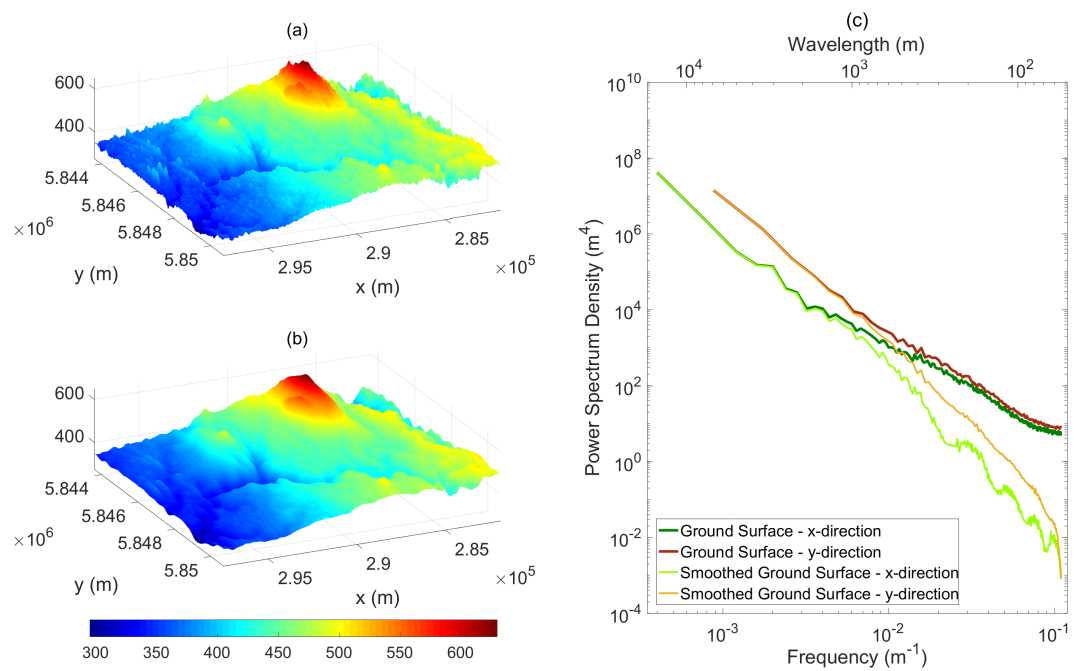 (a)
600
400
5.844
5.846
5.848
5.85
×10⁶
y (m)
2.95
2.9
2.85
×10⁵
x (m)
(b)
600
400
5.844
5.846
5.848
5.85
×10⁶
y (m)
2.95
2.9
2.85
×10⁵
x (m)
300 350 400 450 500 550 600
(c)
Wavelength (m)
10⁴ 10³ 10²
10¹⁰
10⁸
10⁶
10⁴
10²
10⁰
10⁻²
10⁻⁴
Power Spectrum Density (m⁴)
Ground Surface - x-direction
Ground Surface - y-direction
Smoothed Ground Surface - x-direction
Smoothed Ground Surface - y-direction
10⁻³ 10⁻² 10⁻¹
Frequency (m⁻¹)